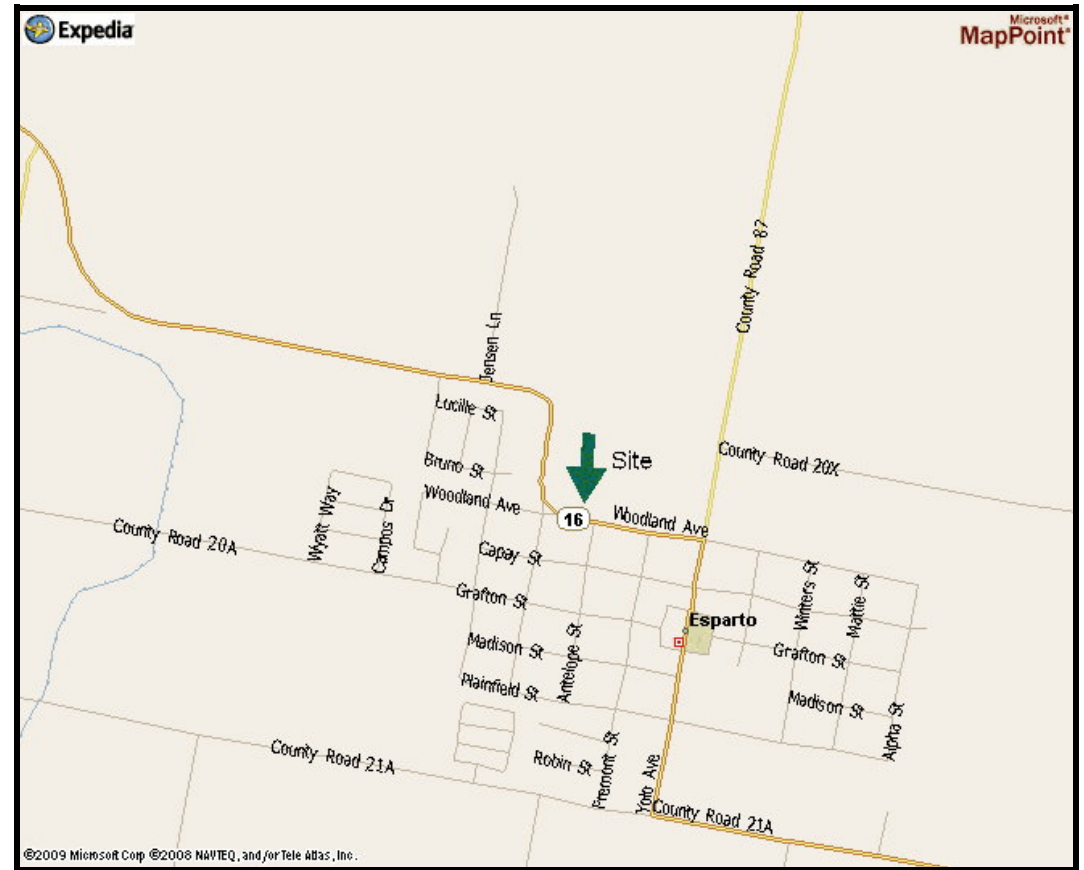 Expedia
Microsoft®
MapPoint®
County Road 87
Jensen Ln
Lucille St
Site
County Road 20X
Bruno St
Woodland Ave
Wyatt Way
Campos Dr
16
Woodland Ave
County Road 20A
Capay St
Winters St
Mattie St
Grafton St
Esparto
Antelope St
Madison St
Grafton St
Plainfield St
Madison St
Alpha St
County Road 21A
Robin St
Fremont St
Yolo Ave
County Road 21A
©2009 Microsoft Corp ©2008 NAVTEQ, and/or Tele Atlas, Inc.